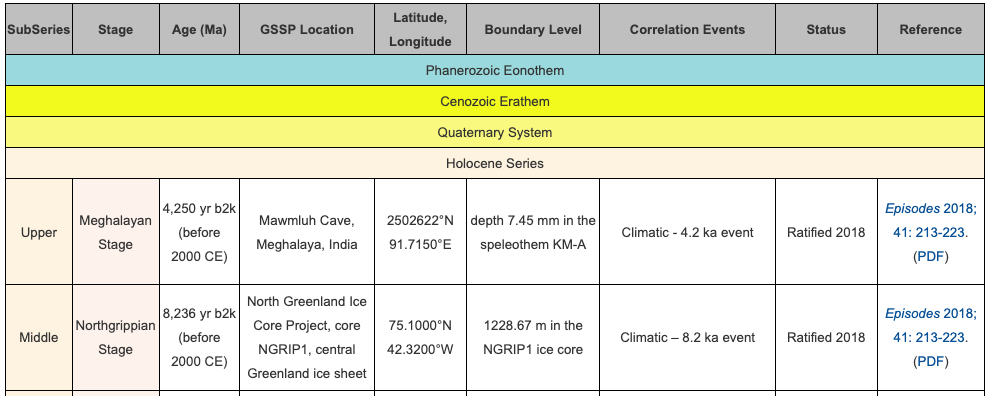 SubSeries Stage Age (Ma) GSSP Location Latitude, Longitude Boundary Level Correlation Events Status Reference
Phanerozoic Eonothem
Cenozoic Erathem
Quaternary System
Holocene Series
Upper
Meghalayan
Stage
4,250 yr b2k
(before
2000 CE)
Mawmluh Cave,
Meghalaya, India
2502622°N
91.7150°E
depth 7.45 mm in the
speleothem KM-A
Climatic - 4.2 ka event
Ratified 2018
Episodes 2018;
41: 213-223.
(PDF)
Middle
Northgrippian
Stage
8,236 yr b2k
(before
2000 CE)
North Greenland Ice
Core Project, core
NGRIP1, central
Greenland ice sheet
75.1000°N
42.3200°W
1228.67 m in the
NGRIP1 ice core
Climatic – 8.2 ka event
Ratified 2018
Episodes 2018;
41: 213-223.
(PDF)